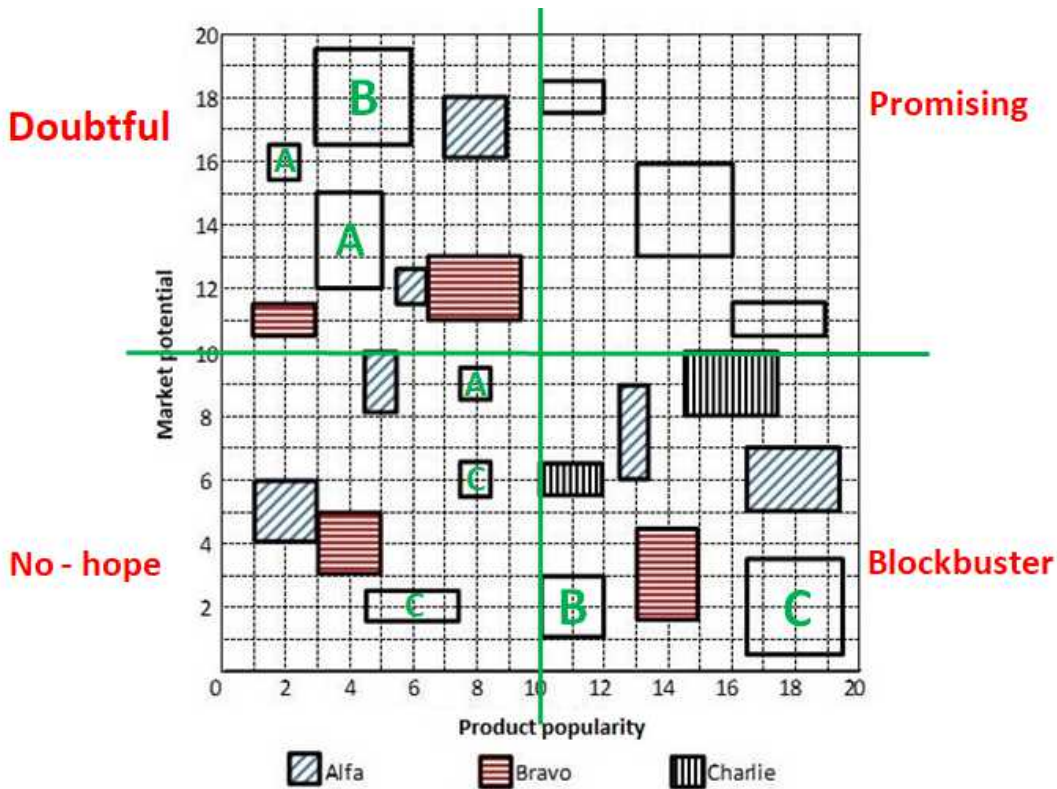 20
B
18
Promising
Doubtful
A
16
14
A
12
Market potential
10
A
8
C
6
No - hope
4
Blockbuster
C
B
C
2
0 2 4 6 8 10 12 14 16 18 20
Product popularity
Alfa Bravo Charlie